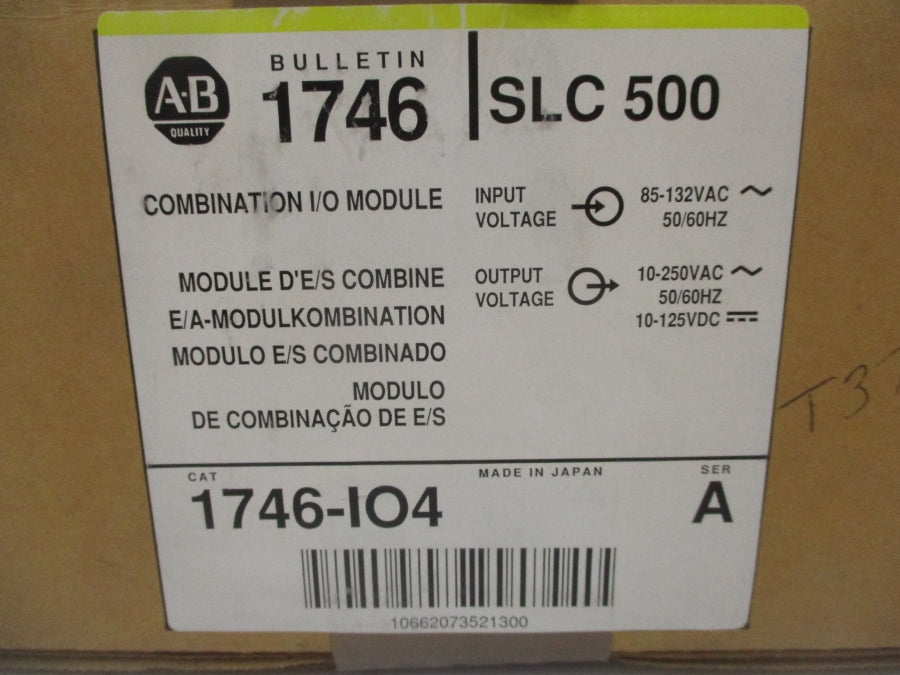 A·B
QUALITY
BULLETIN
1746
SLC 500
COMBINATION I/O MODULE
MODULE D'E/S COMBINE
E/A-MODULKOMBINATION
MODULO E/S COMBINADO
MODULO
DE COMBINAÇÃO DE E/S
INPUT
VOLTAGE
85-132VAC
50/60HZ
OUTPUT
VOLTAGE
10-250VAC
50/60HZ
10-125VDC
CAT
1746-IO4
MADE IN JAPAN
SER
A
10662073521300